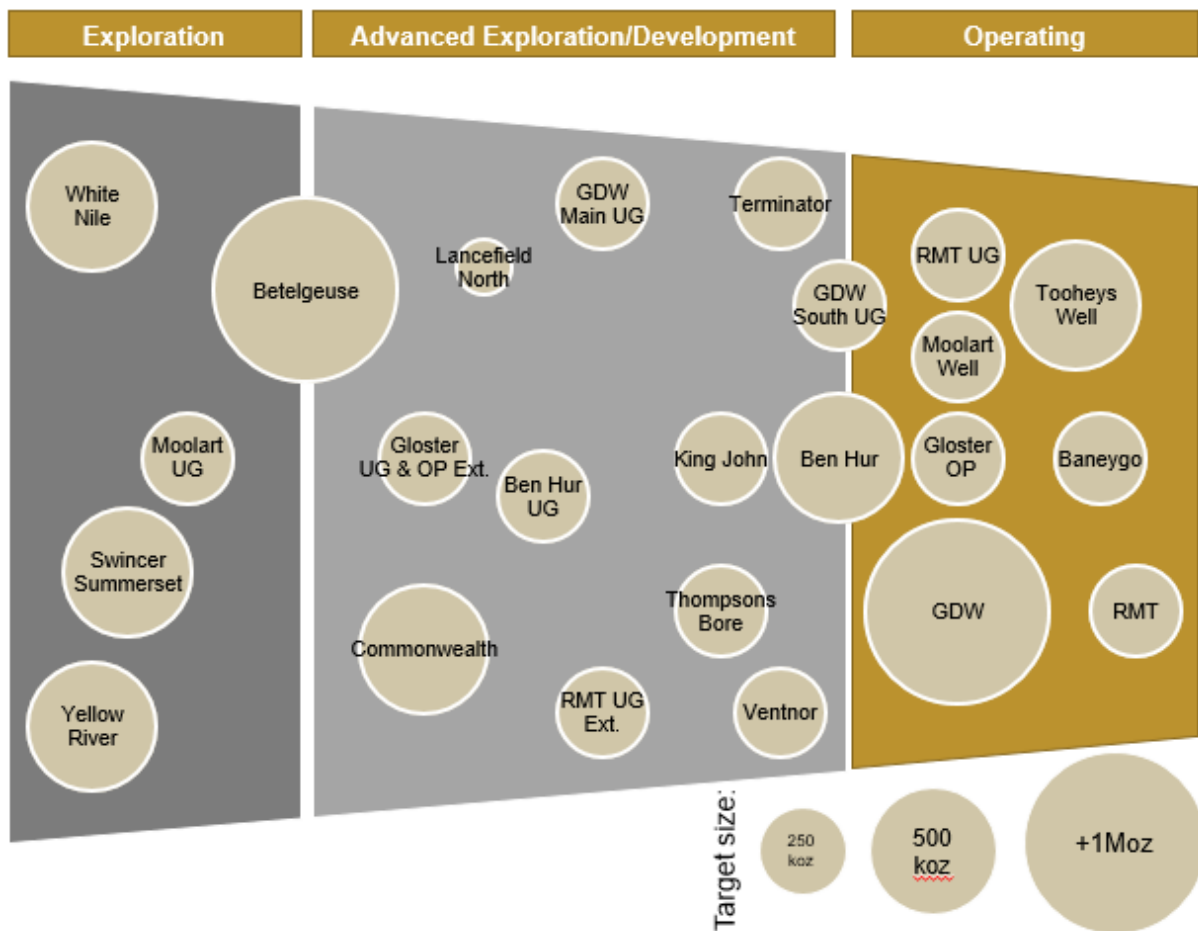 Exploration
Advanced Exploration/Development
Operating
White
Nile
Betelgeuse
Moolart
UG
Swincer
Summerset
Yellow
River
GDW
Main UG
Terminator
Lancefield
North
GDW
South UG
Gloster
UG & OP Ext.
Ben Hur
UG
King John
Ben Hur
Commonwealth
Thompsons
Bore
RMT UG
Ext.
Ventnor
RMT UG
Tooheys
Well
Moolart
Well
Gloster
OP
Baneygo
GDW
RMT
Target size:
250
koz
500
koz
+1Moz